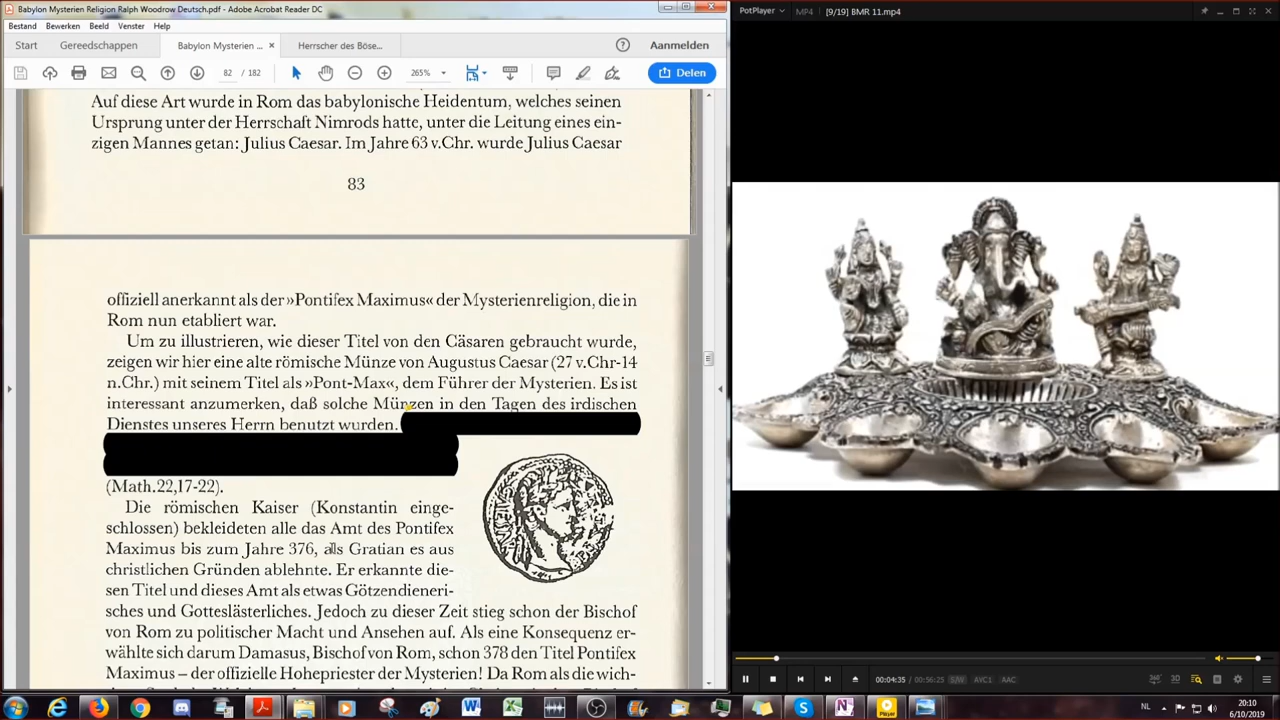 Babylon Mysterien Religion Ralph Woodrow Deutsch.pdf - Adobe Acrobat Reader DC
Bestand Bewerken Beeld Venster Help
Start Gereedschappen Babylon Mysterien ... × Herrscher des Böse... Aanmelden
82 / 182 265% Delen
Auf diese Art wurde in Rom das babylonische Heidentum, welches seinen
Ursprung unter der Herrschaft Nimrods hatte, unter die Leitung eines ein-
zigen Mannes getan: Julius Caesar. Im Jahre 63 v.Chr. wurde Julius Caesar
83
offiziell anerkannt als der »Pontifex Maximus« der Mysterienreligion, die in
Rom nun etabliert war.
Um zu illustrieren, wie dieser Titel von den Cäsaren gebraucht wurde,
zeigen wir hier eine alte römische Münze von Augustus Caesar (27 v.Chr-14
n.Chr.) mit seinem Titel als »Pont-Max«, dem Führer der Mysterien. Es ist
interessant anzumerken, daß solche Münzen in den Tagen des irdischen
Dienstes unseres Herrn benutzt wurden.
(Math.22,17-22).
Die römischen Kaiser (Konstantin einge-
schlossen) bekleideten alle das Amt des Pontifex
Maximus bis zum Jahre 376, als Gratian es aus
christlichen Gründen ablehnte. Er erkannte die-
sen Titel und dieses Amt als etwas Götzendieneri-
sches und Gotteslästerliches. Jedoch zu dieser Zeit stieg schon der Bischof
von Rom zu politischer Macht und Ansehen auf. Als eine Konsequenz er-
wählte sich darum Damasus, Bischof von Rom, schon 378 den Titel Pontifex
Maximus – der offizielle Hohepriester der Mysterien! Da Rom als die wich-
PotPlayer MP4 [9/19] BMR 11.mp4
00:04:35 / 00:56:25 S/W AVC1 AAC
NL 20:10
6/10/2019